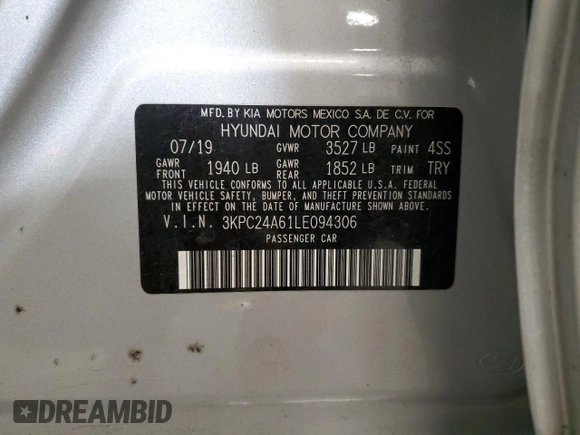 MFD. BY KIA MOTORS MEXICO S.A. DE C.V. FOR
HYUNDAI MOTOR COMPANY
07/19 GVWR 3527 LB PAINT 4SS
GAWR FRONT 1940 LB GAWR REAR 1852 LB TRIM TRY
THIS VEHICLE CONFORMS TO ALL APPLICABLE U.S.A. FEDERAL
MOTOR VEHICLE SAFETY, BUMPER, AND THEFT PREVENTION STANDARDS
IN EFFECT ON THE DATE OF MANUFACTURE SHOWN ABOVE.
V.I.N. 3KPC24A61LE094306
PASSENGER CAR
DREAMBID